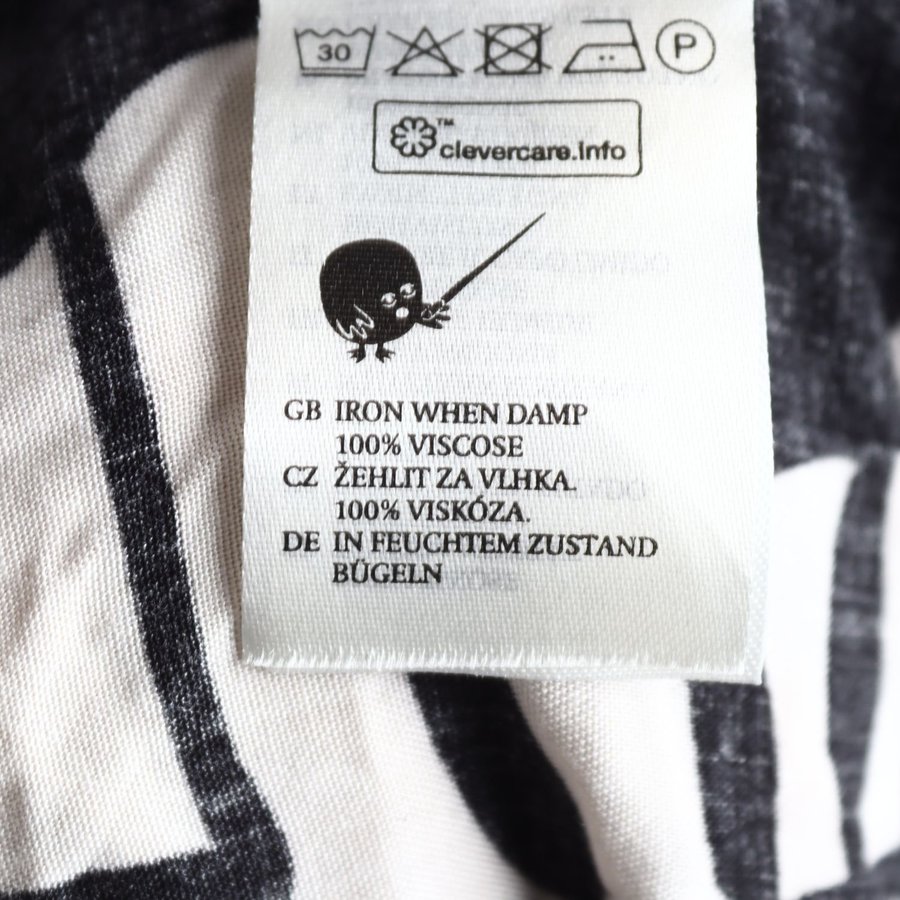 30 P
™
clevercare.info
GB IRON WHEN DAMP
100% VISCOSE
CZ ŽEHLIT ZA VLHKA.
100% VISKÓZA.
DE IN FEUCHTEM ZUSTAND
BÜGELN